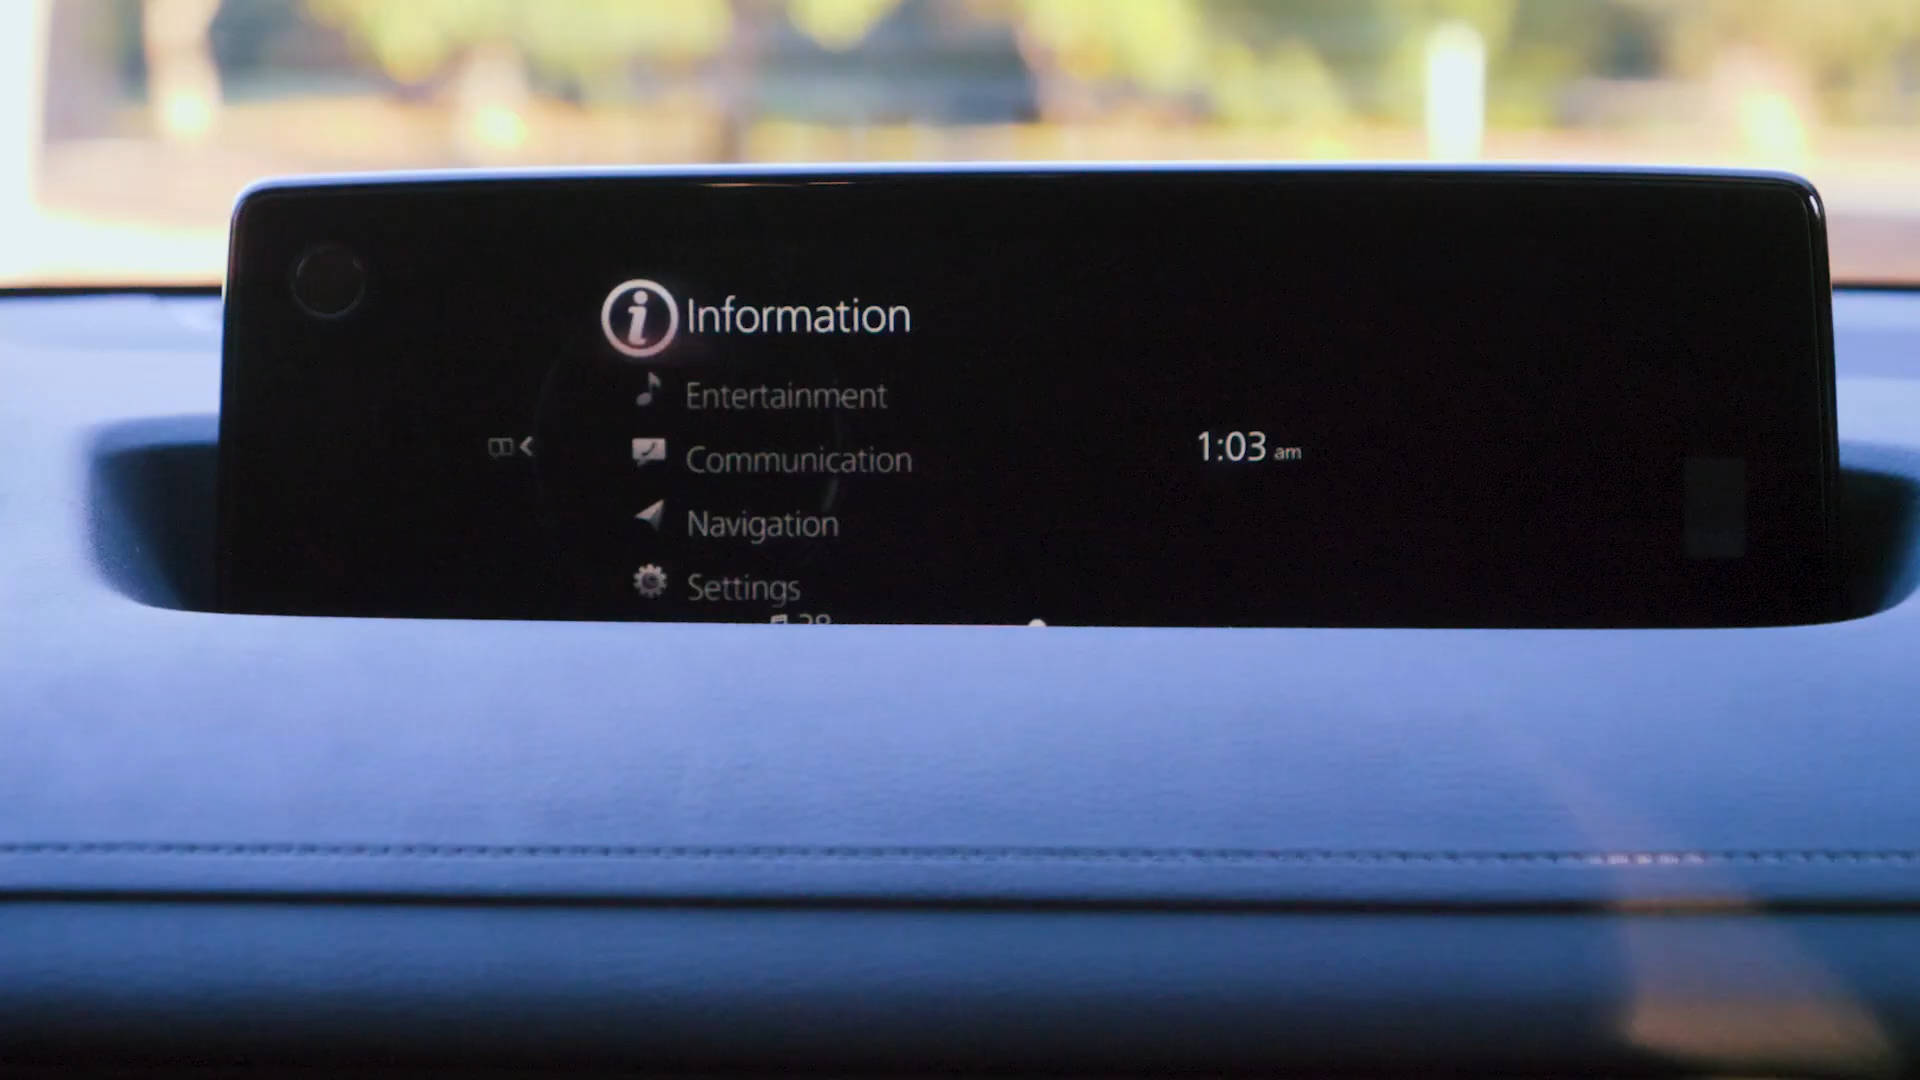 Information
Entertainment
Communication
1:03 am
Navigation
Settings